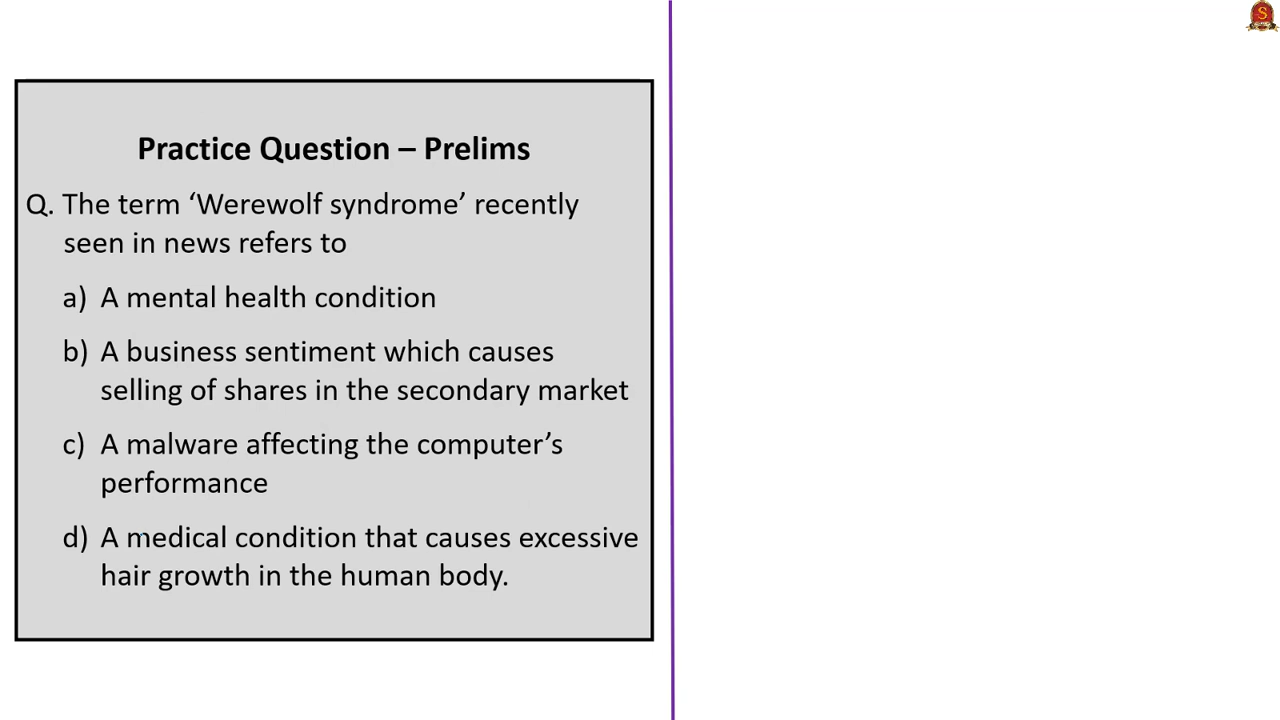 Practice Question – Prelims
Q. The term ‘Werewolf syndrome’ recently
seen in news refers to
a) A mental health condition
b) A business sentiment which causes
selling of shares in the secondary market
c) A malware affecting the computer’s
performance
d) A medical condition that causes excessive
hair growth in the human body.
S